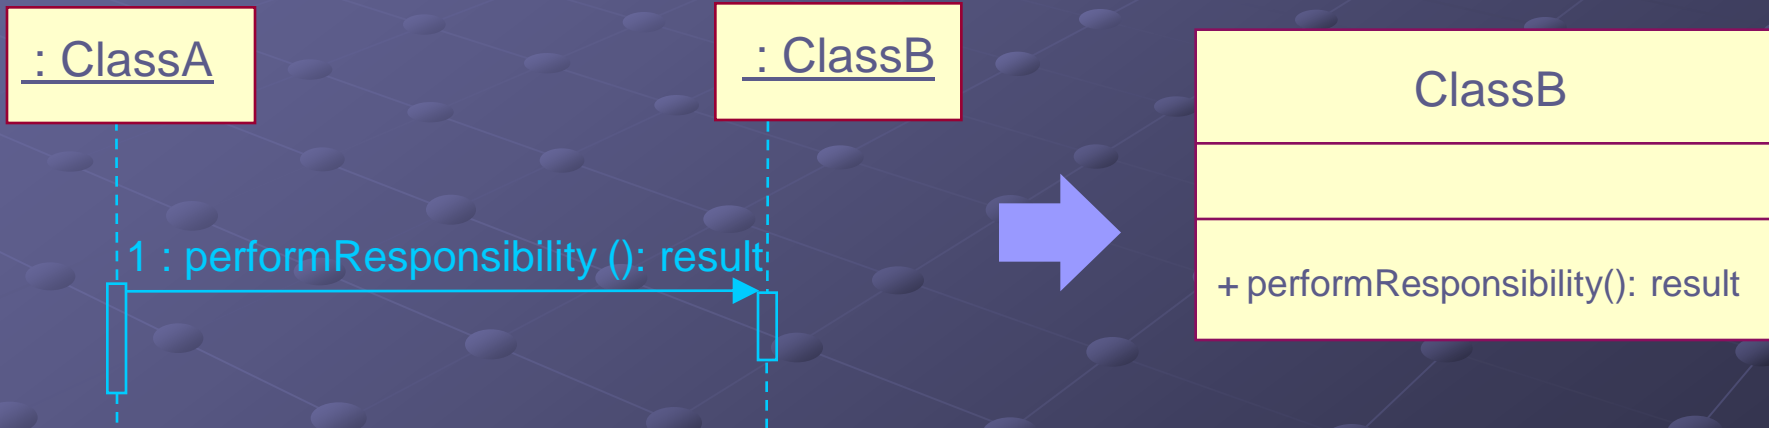 : ClassA
: ClassB
ClassB
1 : performResponsibility (): result
+ performResponsibility(): result